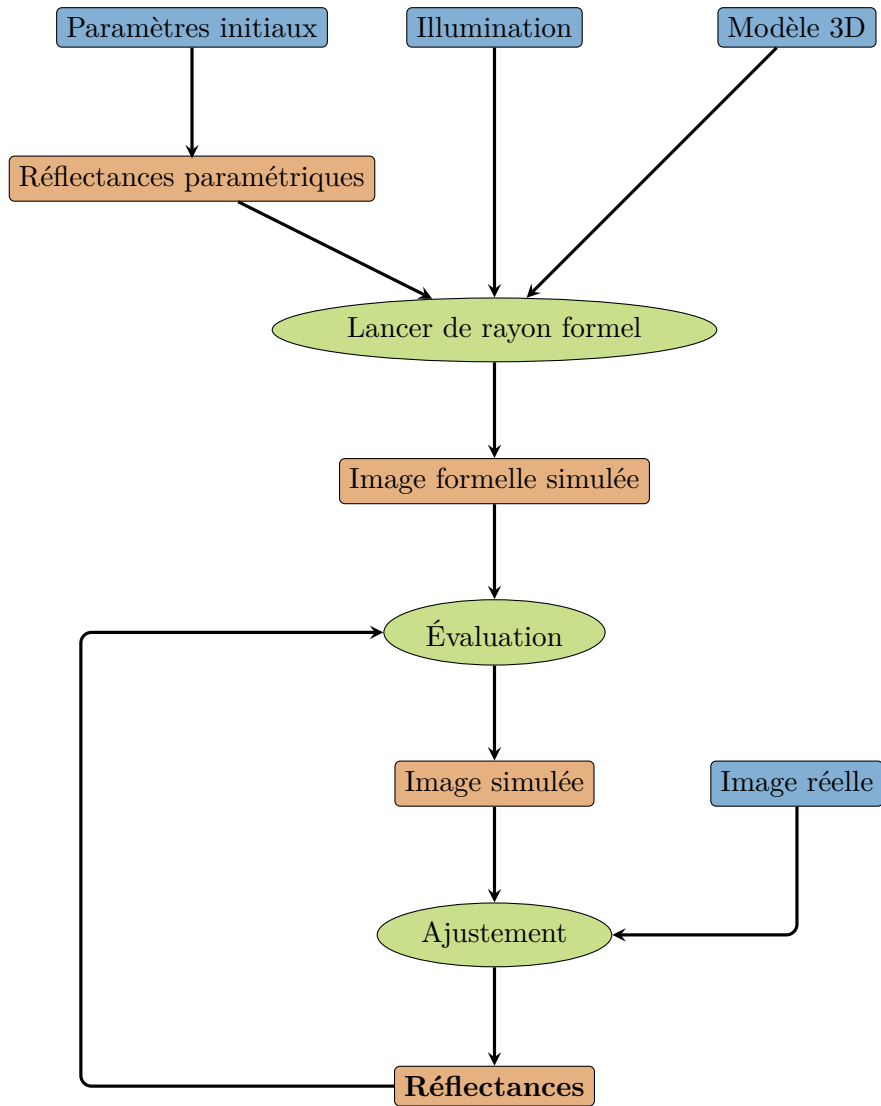 Paramètres initiaux
Illumination
Modèle 3D
Réflectances paramétriques
Lancer de rayon formel
Image formelle simulée
Évaluation
Image simulée
Image réelle
Ajustement
Réflectances